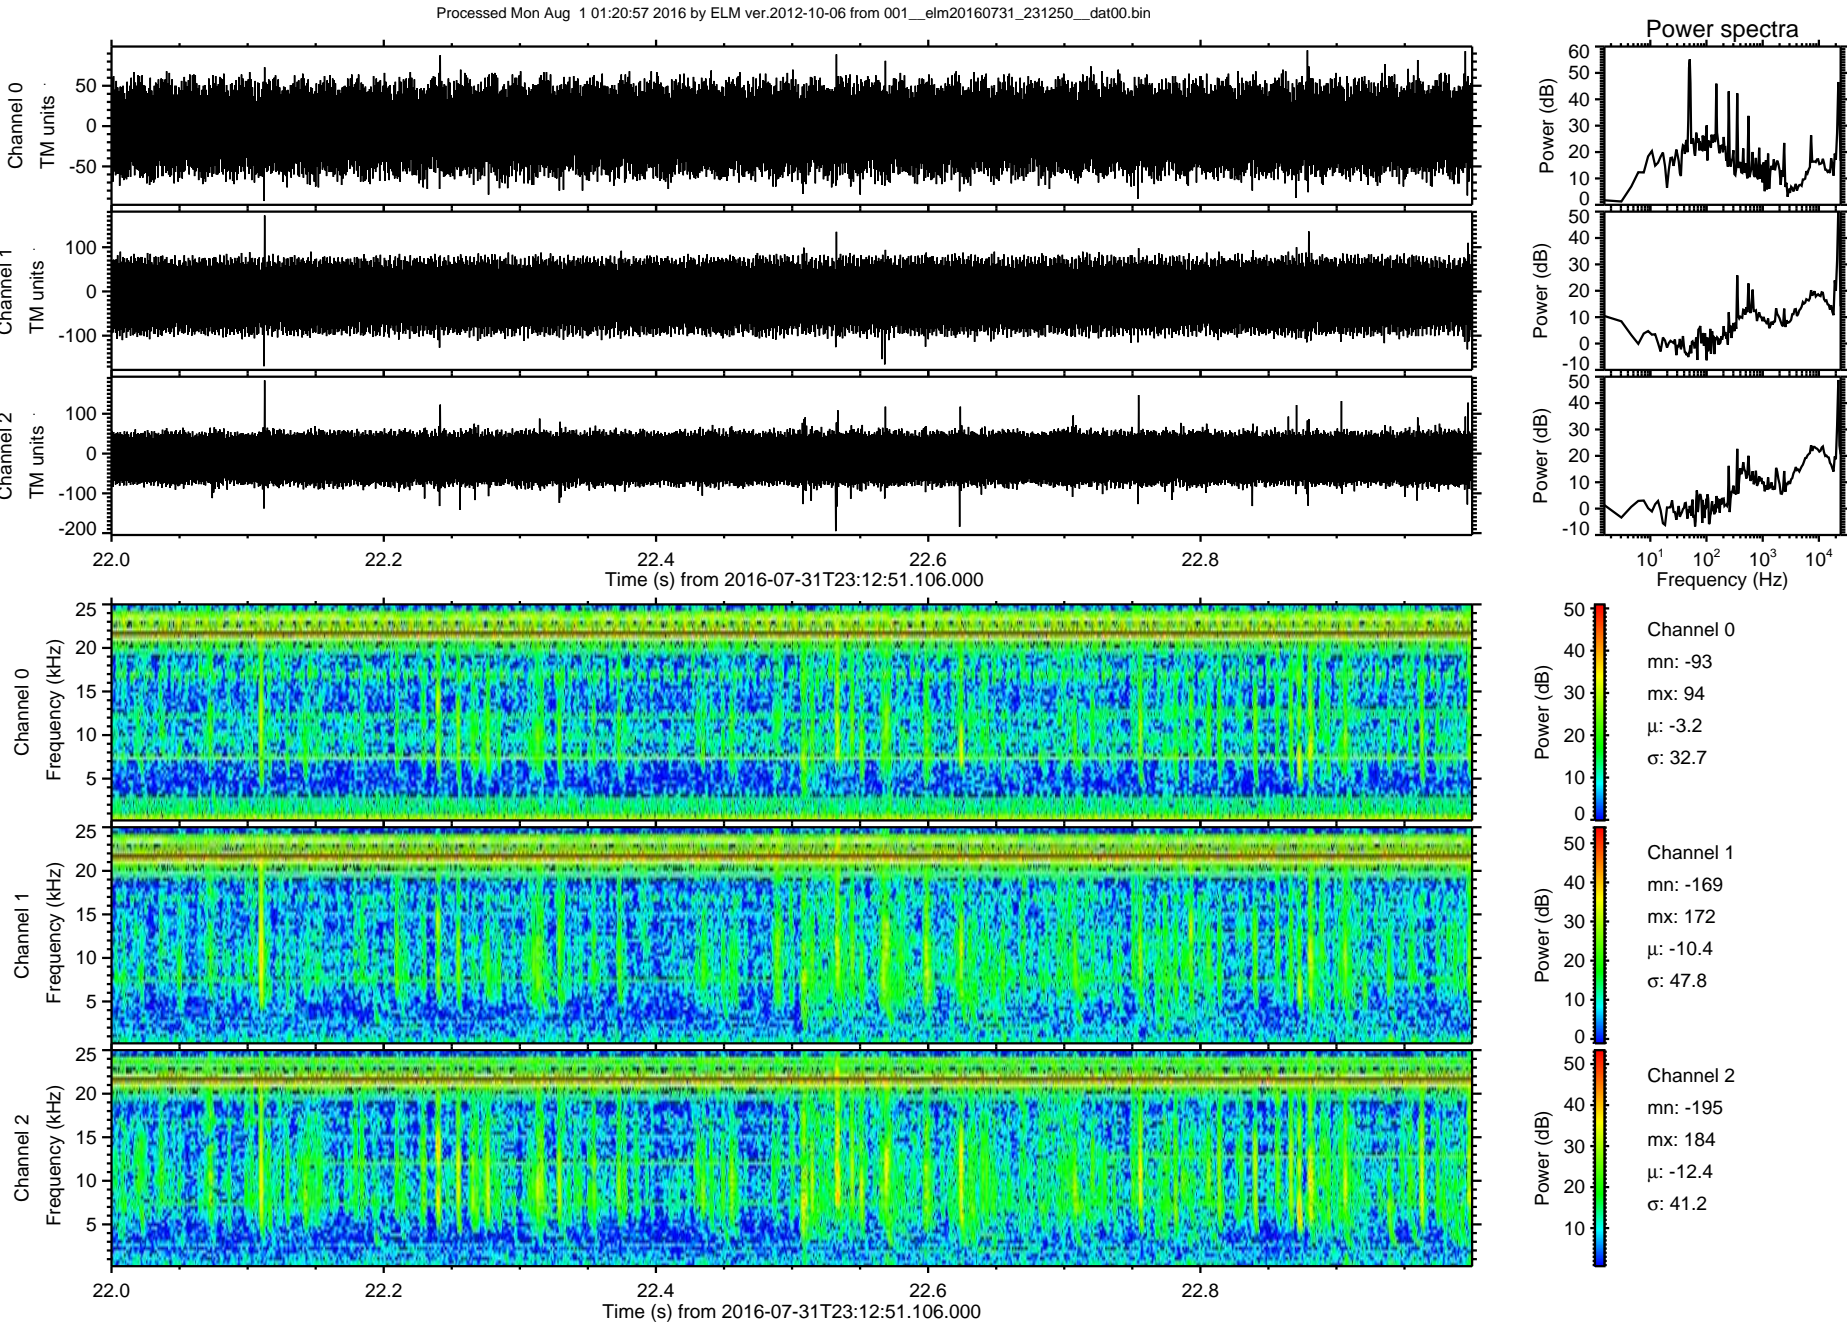 Processed Mon Aug  1 01:20:57 2016 by ELM ver.2012-10-06 from 001__elm20160731_231250__dat00.bin
Power spectra
Channel 0
TM units
50
0
-50
Power (dB)
60
50
40
30
20
10
0
Channel 1
TM units
100
0
-100
Power (dB)
50
40
30
20
10
0
-10
Channel 2
TM units
100
0
-100
-200
Power (dB)
50
40
30
20
10
0
-10
22.0 22.2 22.4 22.6 22.8
Time (s) from 2016-07-31T23:12:51.106.000
10^1 10^2 10^3 10^4
Frequency (Hz)
Channel 0
Frequency (kHz)
25
20
15
10
5
Power (dB)
50
40
30
20
10
0
Channel 0
mn: -93
mx: 94
μ: -3.2
σ: 32.7
Channel 1
Frequency (kHz)
25
20
15
10
5
Power (dB)
50
40
30
20
10
0
Channel 1
mn: -169
mx: 172
μ: -10.4
σ: 47.8
Channel 2
Frequency (kHz)
25
20
15
10
5
Power (dB)
50
40
30
20
10
Channel 2
mn: -195
mx: 184
μ: -12.4
σ: 41.2
22.0 22.2 22.4 22.6 22.8
Time (s) from 2016-07-31T23:12:51.106.000